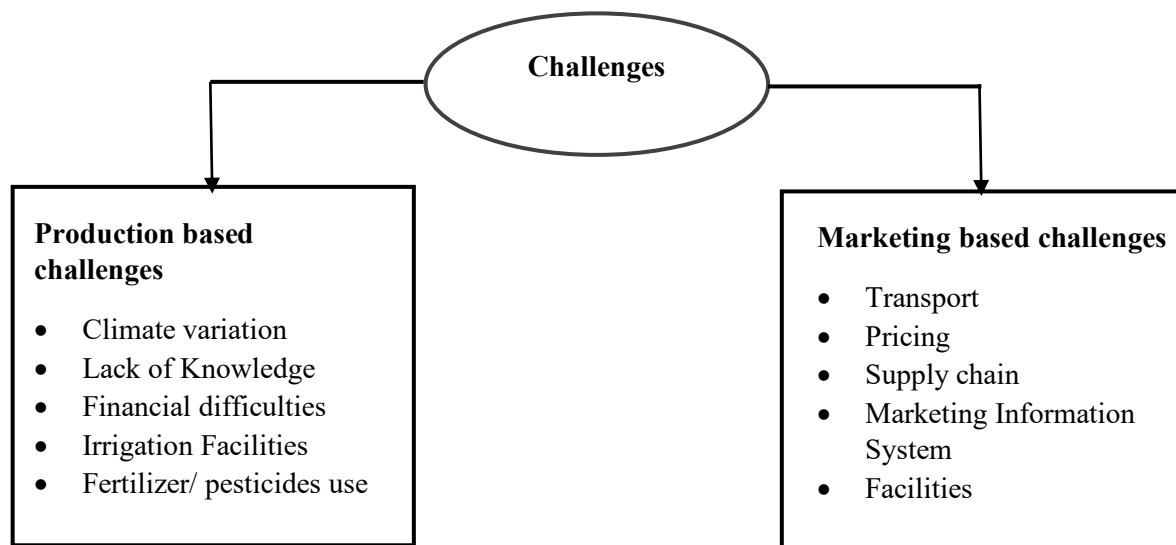 Challenges
Production based
challenges
• Climate variation
• Lack of Knowledge
• Financial difficulties
• Irrigation Facilities
• Fertilizer/ pesticides use
Marketing based challenges
• Transport
• Pricing
• Supply chain
• Marketing Information
System
• Facilities